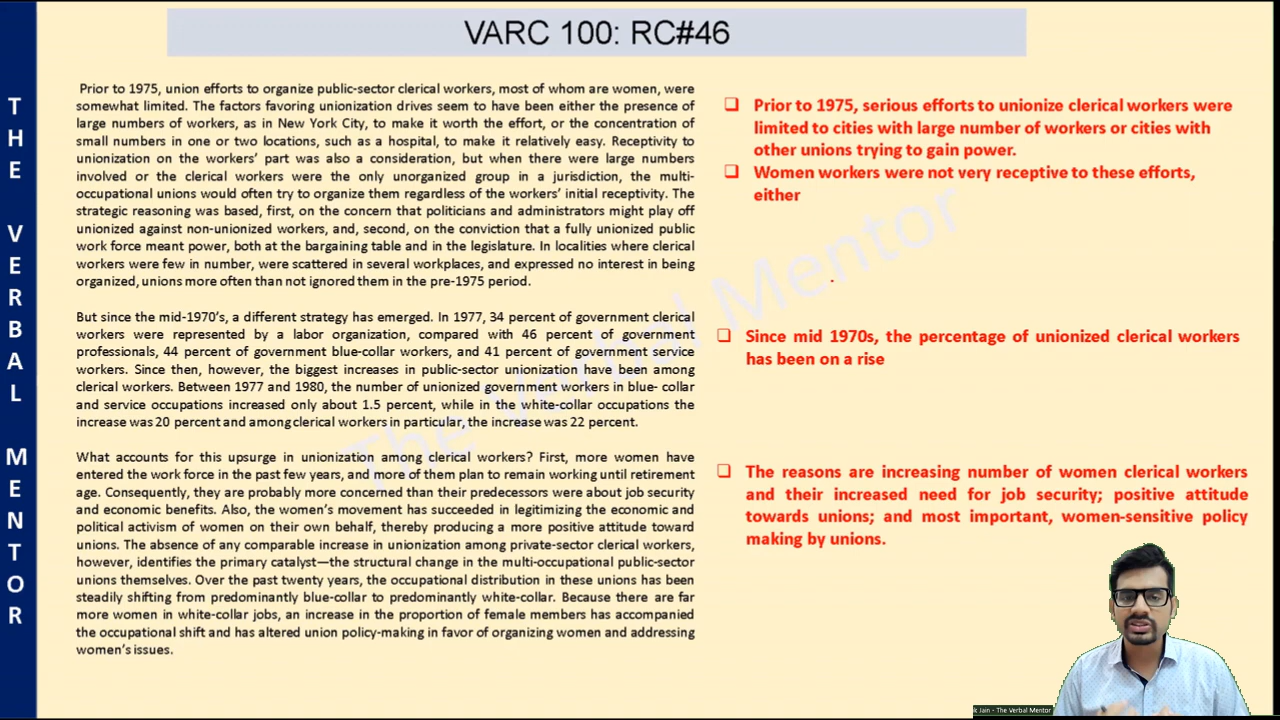 VARC 100: RC#46
THE VERBAL MENTOR
Prior to 1975, union efforts to organize public-sector clerical workers, most of whom are women, were
somewhat limited. The factors favoring unionization drives seem to have been either the presence of
large numbers of workers, as in New York City, to make it worth the effort, or the concentration of
small numbers in one or two locations, such as a hospital, to make it relatively easy. Receptivity to
unionization on the workers' part was also a consideration, but when there were large numbers
involved or the clerical workers were the only unorganized group in a jurisdiction, the multi-
occupational unions would often try to organize them regardless of the workers' initial receptivity. The
strategic reasoning was based, first, on the concern that politicians and administrators might play off
unionized against non-unionized workers, and, second, on the conviction that a fully unionized public
work force meant power, both at the bargaining table and in the legislature. In localities where clerical
workers were few in number, were scattered in several workplaces, and expressed no interest in being
organized, unions more often than not ignored them in the pre-1975 period.
But since the mid-1970's, a different strategy has emerged. In 1977, 34 percent of government clerical
workers were represented by a labor organization, compared with 46 percent of government
professionals, 44 percent of government blue-collar workers, and 41 percent of government service
workers. Since then, however, the biggest increases in public-sector unionization have been among
clerical workers. Between 1977 and 1980, the number of unionized government workers in blue- collar
and service occupations increased only about 1.5 percent, while in the white-collar occupations the
increase was 20 percent and among clerical workers in particular, the increase was 22 percent.
What accounts for this upsurge in unionization among clerical workers? First, more women have
entered the work force in the past few years, and more of them plan to remain working until retirement
age. Consequently, they are probably more concerned than their predecessors were about job security
and economic benefits. Also, the women's movement has succeeded in legitimizing the economic and
political activism of women on their own behalf, thereby producing a more positive attitude toward
unions. The absence of any comparable increase in unionization among private-sector clerical workers,
however, identifies the primary catalyst—the structural change in the multi-occupational public-sector
unions themselves. Over the past twenty years, the occupational distribution in these unions has been
steadily shifting from predominantly blue-collar to predominantly white-collar. Because there are far
more women in white-collar jobs, an increase in the proportion of female members has accompanied
the occupational shift and has altered union policy-making in favor of organizing women and addressing
women's issues.
Prior to 1975, serious efforts to unionize clerical workers were
limited to cities with large number of workers or cities with
other unions trying to gain power.
Women workers were not very receptive to these efforts,
either
Since mid 1970s, the percentage of unionized clerical workers
has been on a rise
The reasons are increasing number of women clerical workers
and their increased need for job security; positive attitude
towards unions; and most important, women-sensitive policy
making by unions.
The Verbal Mentor
Jain - The Verbal Mentor